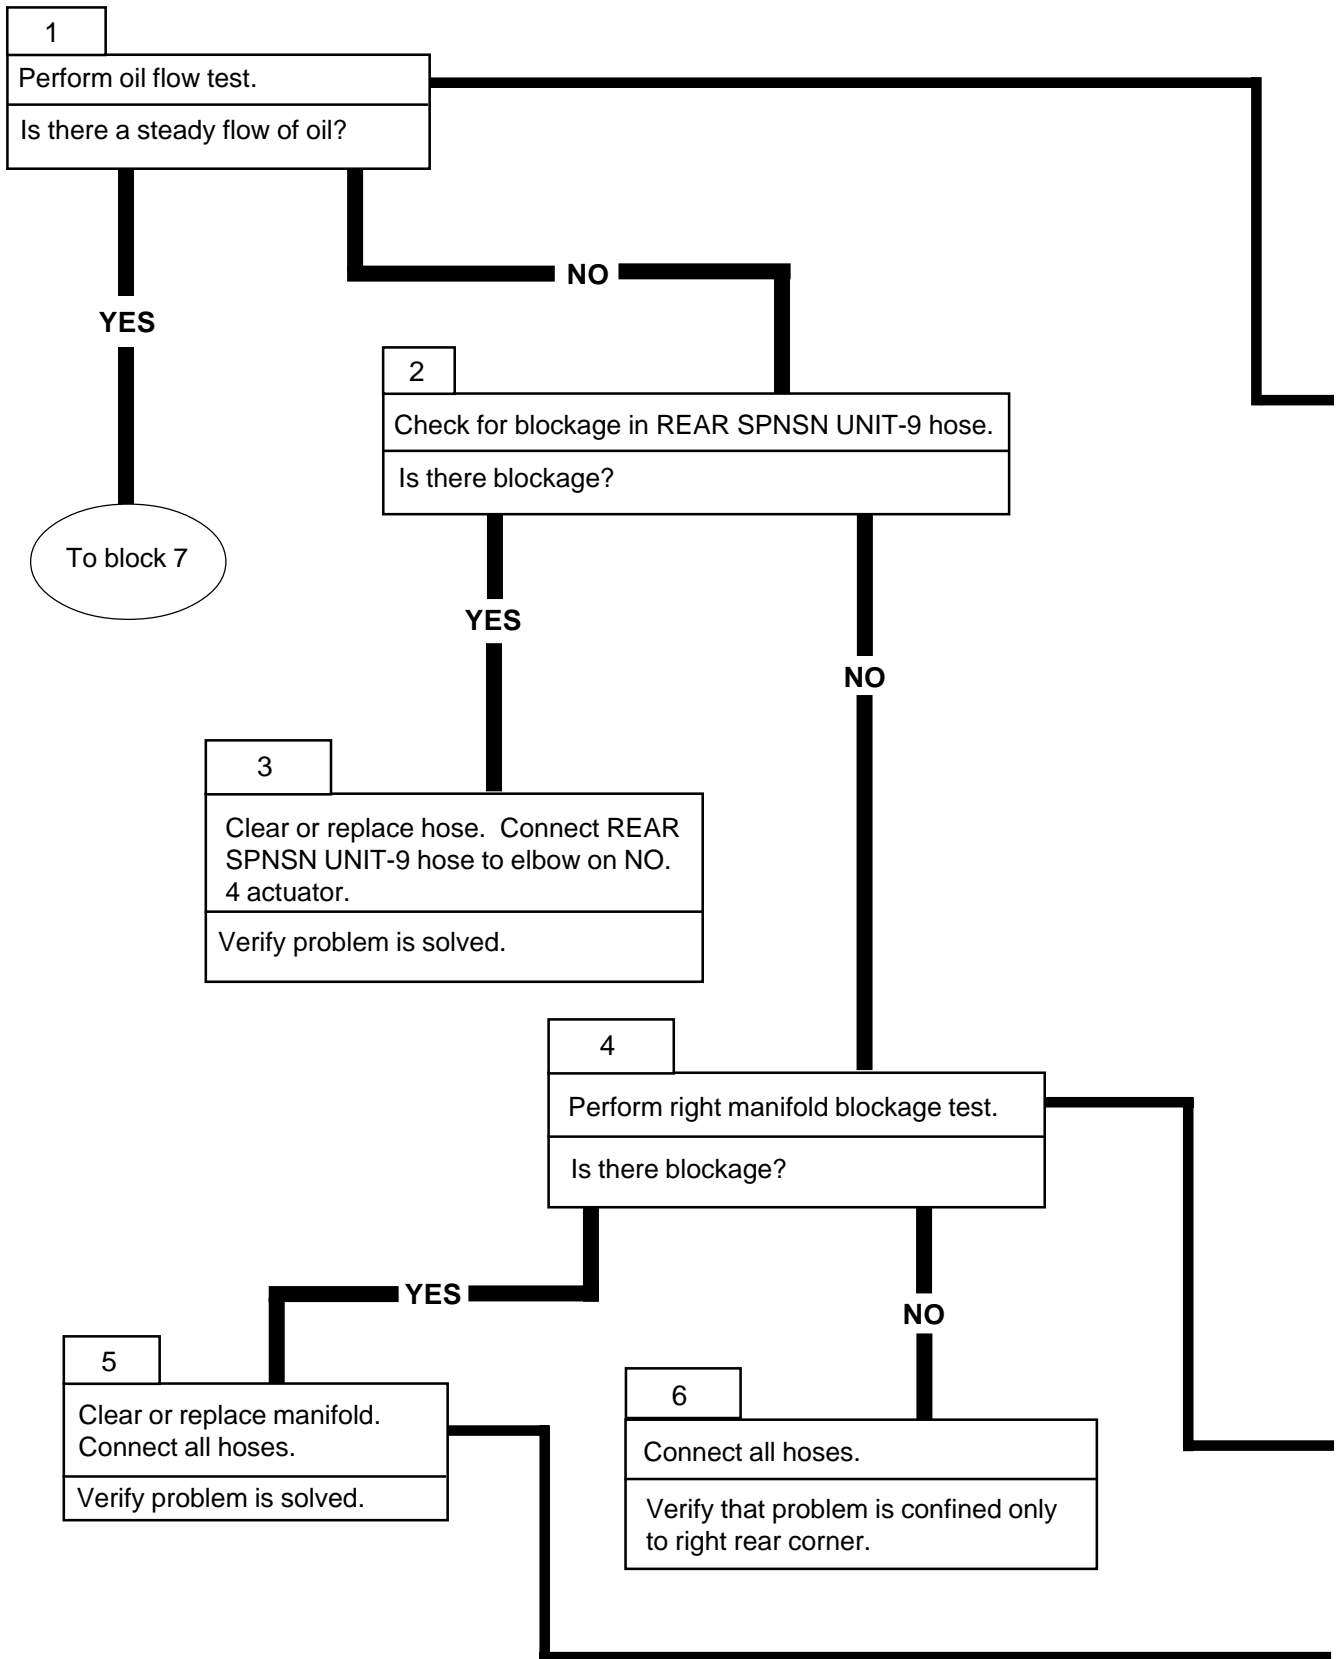 1
Perform oil flow test.
Is there a steady flow of oil?
NO
YES
2
Check for blockage in REAR SPNSN UNIT-9 hose.
Is there blockage?
To block 7
YES
NO
3
Clear or replace hose.  Connect REAR
SPNSN UNIT-9 hose to elbow on NO.
4 actuator.
Verify problem is solved.
4
Perform right manifold blockage test.
Is there blockage?
YES
NO
5
Clear or replace manifold.
Connect all hoses.
Verify problem is solved.
6
Connect all hoses.
Verify that problem is confined only
to right rear corner.